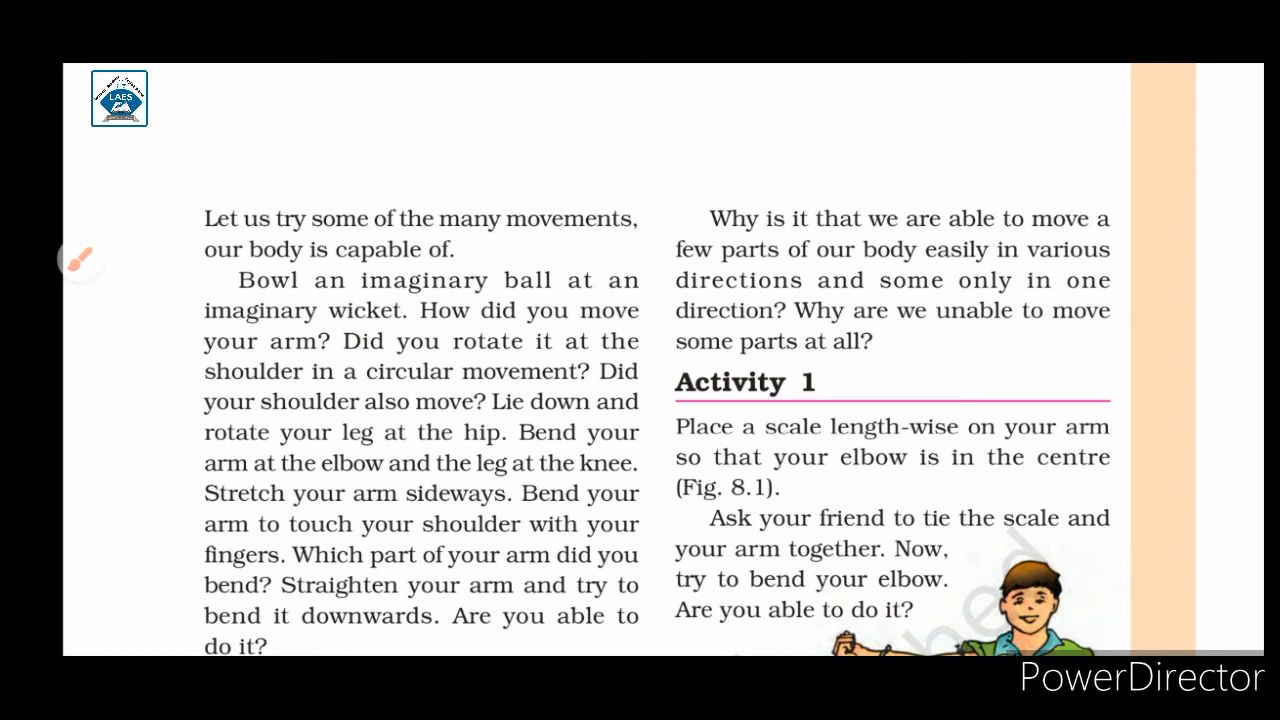 LAES
Let us try some of the many movements,
our body is capable of.
Bowl an imaginary ball at an
imaginary wicket. How did you move
your arm? Did you rotate it at the
shoulder in a circular movement? Did
your shoulder also move? Lie down and
rotate your leg at the hip. Bend your
arm at the elbow and the leg at the knee.
Stretch your arm sideways. Bend your
arm to touch your shoulder with your
fingers. Which part of your arm did you
bend? Straighten your arm and try to
bend it downwards. Are you able to
do it?
Why is it that we are able to move a
few parts of our body easily in various
directions and some only in one
direction? Why are we unable to move
some parts at all?
Activity 1
Place a scale length-wise on your arm
so that your elbow is in the centre
(Fig. 8.1).
Ask your friend to tie the scale and
your arm together. Now,
try to bend your elbow.
Are you able to do it?
PowerDirector